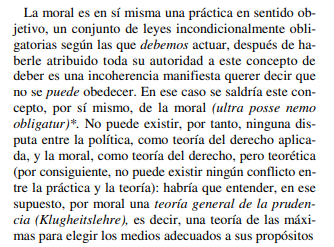 La moral es en sí misma una práctica en sentido ob-
jetivo, un conjunto de leyes incondicionalmente obli-
gatorias según las que debemos actuar, después de ha-
berle atribuido toda su autoridad a este concepto de
deber es una incoherencia manifiesta querer decir que
no se puede obedecer. En ese caso se saldría este con-
cepto, por sí mismo, de la moral (ultra posse nemo
obligatur)*. No puede existir, por tanto, ninguna dis-
puta entre la política, como teoría del derecho aplica-
da, y la moral, como teoría del derecho, pero teorética
(por consiguiente, no puede existir ningún conflicto en-
tre la práctica y la teoría): habría que entender, en ese
supuesto, por moral una teoría general de la pruden-
cia (Klugheitslehre), es decir, una teoría de las máxi-
mas para elegir los medios adecuados a sus propósitos